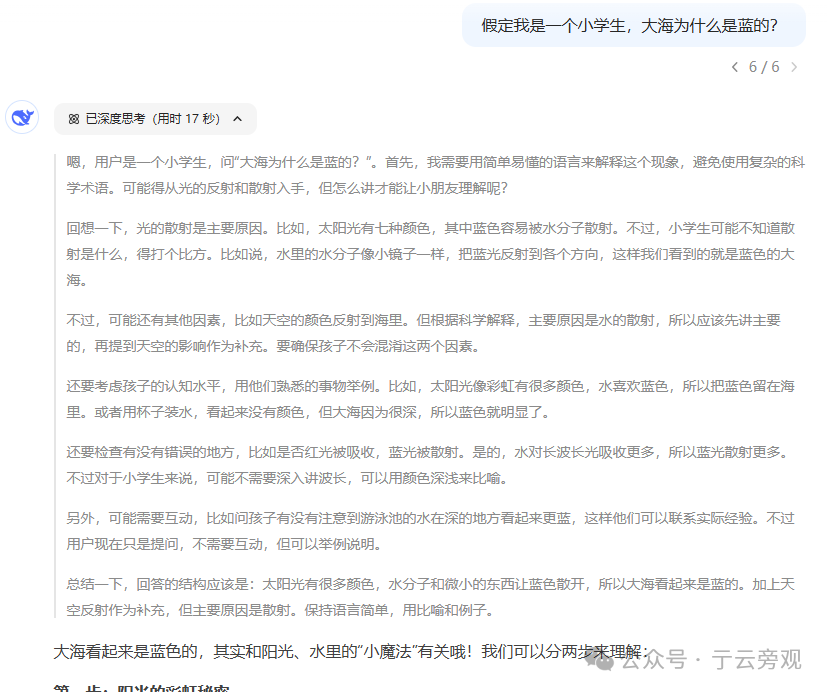 假定我是一个小学生，大海为什么是蓝的？
6 / 6
已深度思考（用时 17 秒）
嗯，用户是一个小学生，问“大海为什么是蓝的？”。首先，我需要用简单易懂的语言来解释这个现象，避免使用复杂的科
学术语。可能得从光的反射和散射入手，但怎么讲才能让小朋友理解呢？
回想一下，光的散射是主要原因。比如，太阳光有七种颜色，其中蓝色容易被水分子散射。不过，小学生可能不知道散
射是什么，得打个比方。比如说，水里的水分子像小镜子一样，把蓝光反射到各个方向，这样我们看到的就是蓝色的大
海。
不过，可能还有其他因素，比如天空的颜色反射到海里。但根据科学解释，主要原因是水的散射，所以应该先讲主要
的，再提到天空的影响作为补充。要确保孩子不会混淆这两个因素。
还要考虑孩子的认知水平，用他们熟悉的事物举例。比如，太阳光像彩虹有很多颜色，水喜欢蓝色，所以把蓝色留在海
里。或者用杯子装水，看起来没有颜色，但大海因为很深，所以蓝色就明显了。
还要检查有没有错误的地方，比如是否红光被吸收，蓝光被散射。是的，水对长波长光吸收更多，所以蓝光散射更多。
不过对于小学生来说，可能不需要深入讲波长，可以用颜色深浅来比喻。
另外，可能需要互动，比如问孩子有没有注意到游泳池的水在深的地方看起来更蓝，这样他们可以联系实际经验。不过
用户现在只是提问，不需要互动，但可以举例说明。
总结一下，回答的结构应该是：太阳光有很多颜色，水分子和微小的东西让蓝色散开，所以大海看起来是蓝的。加上天
空反射作为补充，但主要原因是散射。保持语言简单，用比喻和例子。
大海看起来是蓝色的，其实和阳光、水里的“小魔法”有关哦！我们可以分两步来理解：
公众号 · 亍云旁观
第一步：阳光的彩虹秘密